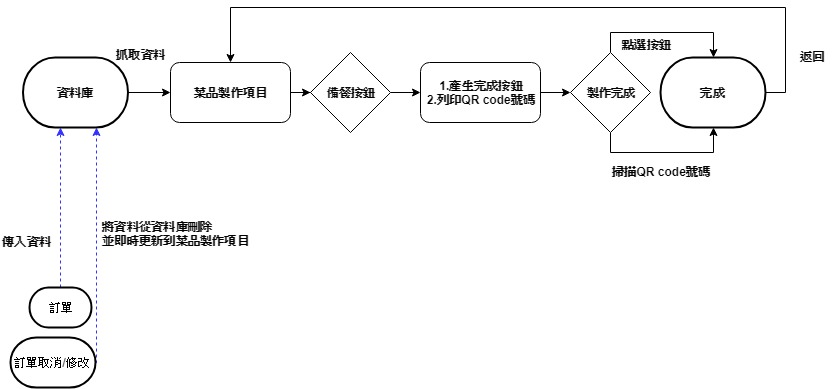 點選按鈕
返回
抓取資料
資料庫
菜品製作項目
備餐按鈕
1.產生完成按鈕
2.列印QR code號碼
製作完成
完成
掃描QR code號碼
將資料從資料庫刪除
並即時更新到菜品製作項目
傳入資料
訂單
訂單取消/修改